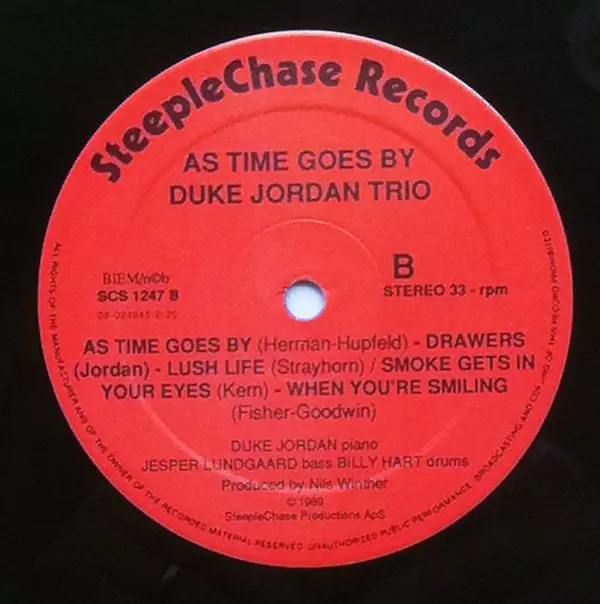 SteepleChase Records
AS TIME GOES BY
DUKE JORDAN TRIO
BIEM/n©b
SCS 1247 B
B
STEREO 33 - rpm
AS TIME GOES BY (Herman-Hupfeld) - DRAWERS
(Jordan) - LUSH LIFE (Strayhorn) / SMOKE GETS IN
YOUR EYES (Kern) - WHEN YOU'RE SMILING
(Fisher-Goodwin)
DUKE JORDAN piano
JESPER LUNDGAARD bass BILLY HART drums
Produced by Nils Winther
© 1989
SteepleChase Productions ApS
ALL RIGHTS OF THE MANUFACTURER AND OF THE OWNER OF THE RECORDED MATERIAL RESERVED. UNAUTHORIZED PUBLIC PERFORMANCE, BROADCASTING AND COPYING OF THIS RECORD PROHIBITED